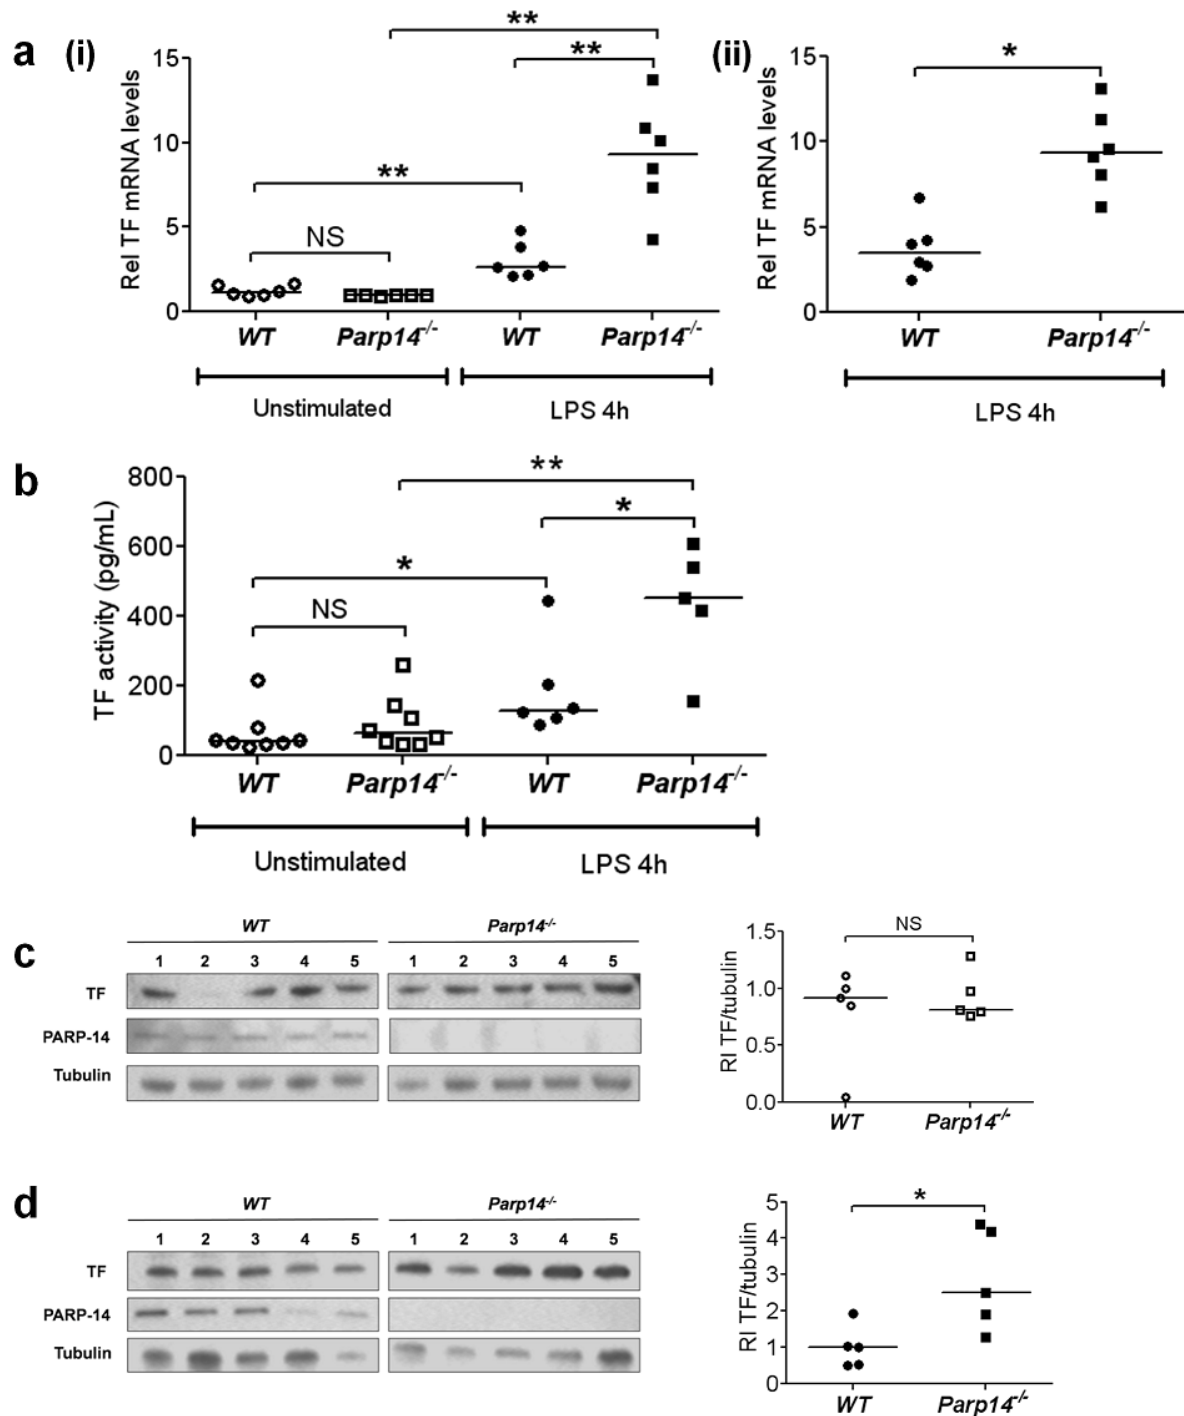 a (i)
**
**
**
NS
Rel TF mRNA levels
15
10
5
0
WT Parp14-/- WT Parp14-/-
Unstimulated LPS 4h
(ii)
*
Rel TF mRNA levels
15
10
5
0
WT Parp14-/-
LPS 4h
b
**
*
*
NS
TF activity (pg/mL)
800
600
400
200
0
WT Parp14-/- WT Parp14-/-
Unstimulated LPS 4h
c
WT Parp14-/-
1 2 3 4 5 1 2 3 4 5
TF
PARP-14
Tubulin
NS
RI TF/tubulin
1.5
1.0
0.5
0.0
WT Parp14-/-
d
WT Parp14-/-
1 2 3 4 5 1 2 3 4 5
TF
PARP-14
Tubulin
*
RI TF/tubulin
5
4
3
2
1
0
WT Parp14-/-